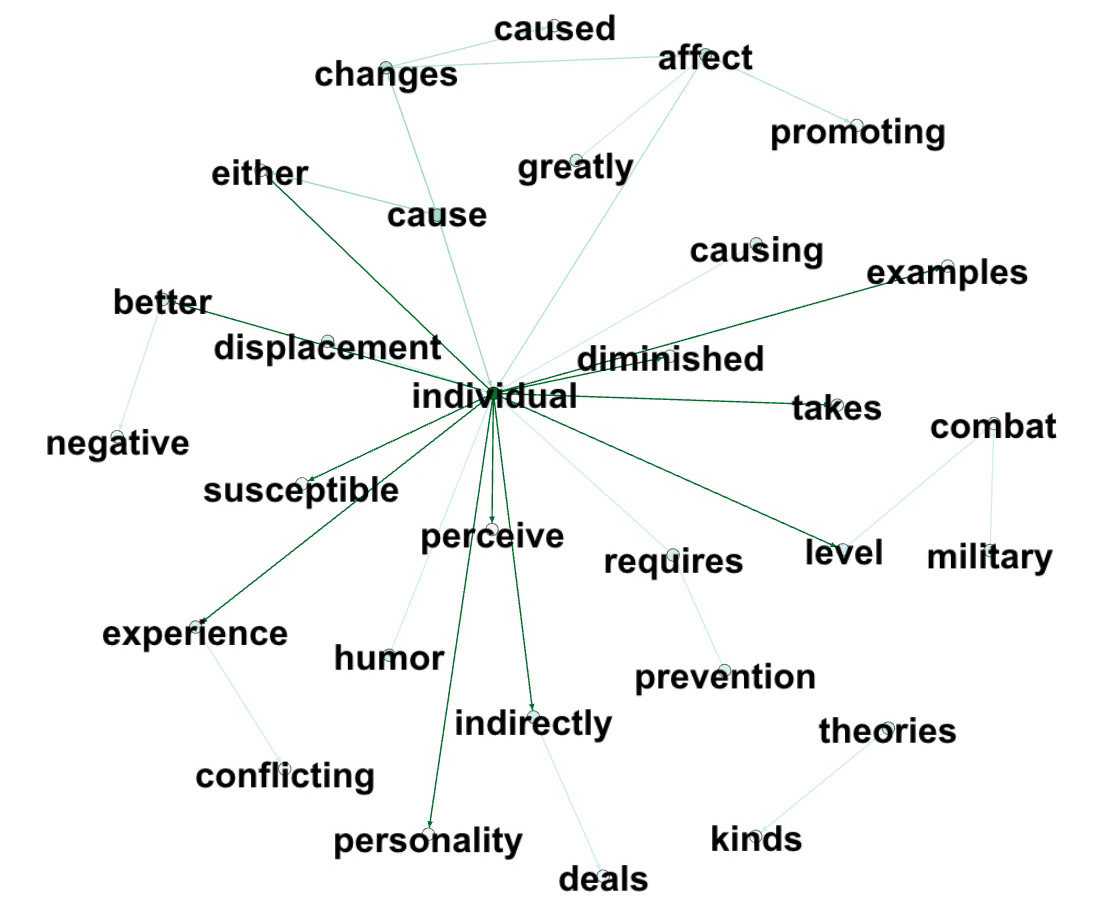 caused
affect
changes
promoting
greatly
either
cause
causing
examples
better
displacement
diminished
individual
takes
combat
negative
susceptible
perceive
requires
level
military
experience
humor
prevention
indirectly
theories
conflicting
personality
kinds
deals